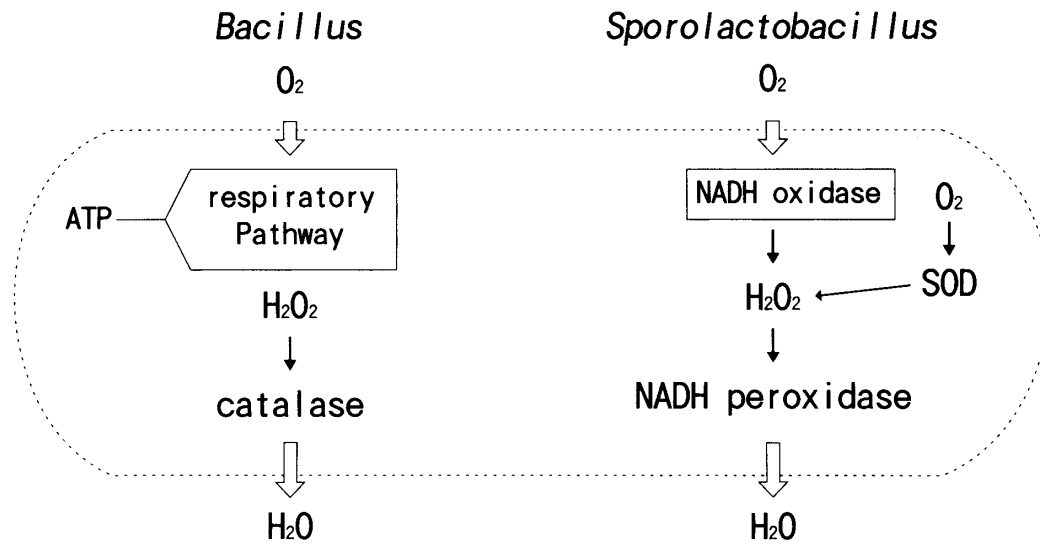 Bacillus
O₂
respiratory
Pathway
ATP
H₂O₂
catalase
H₂O
Sporolactobacillus
O₂
NADH oxidase
O₂
H₂O₂
SOD
NADH peroxidase
H₂O